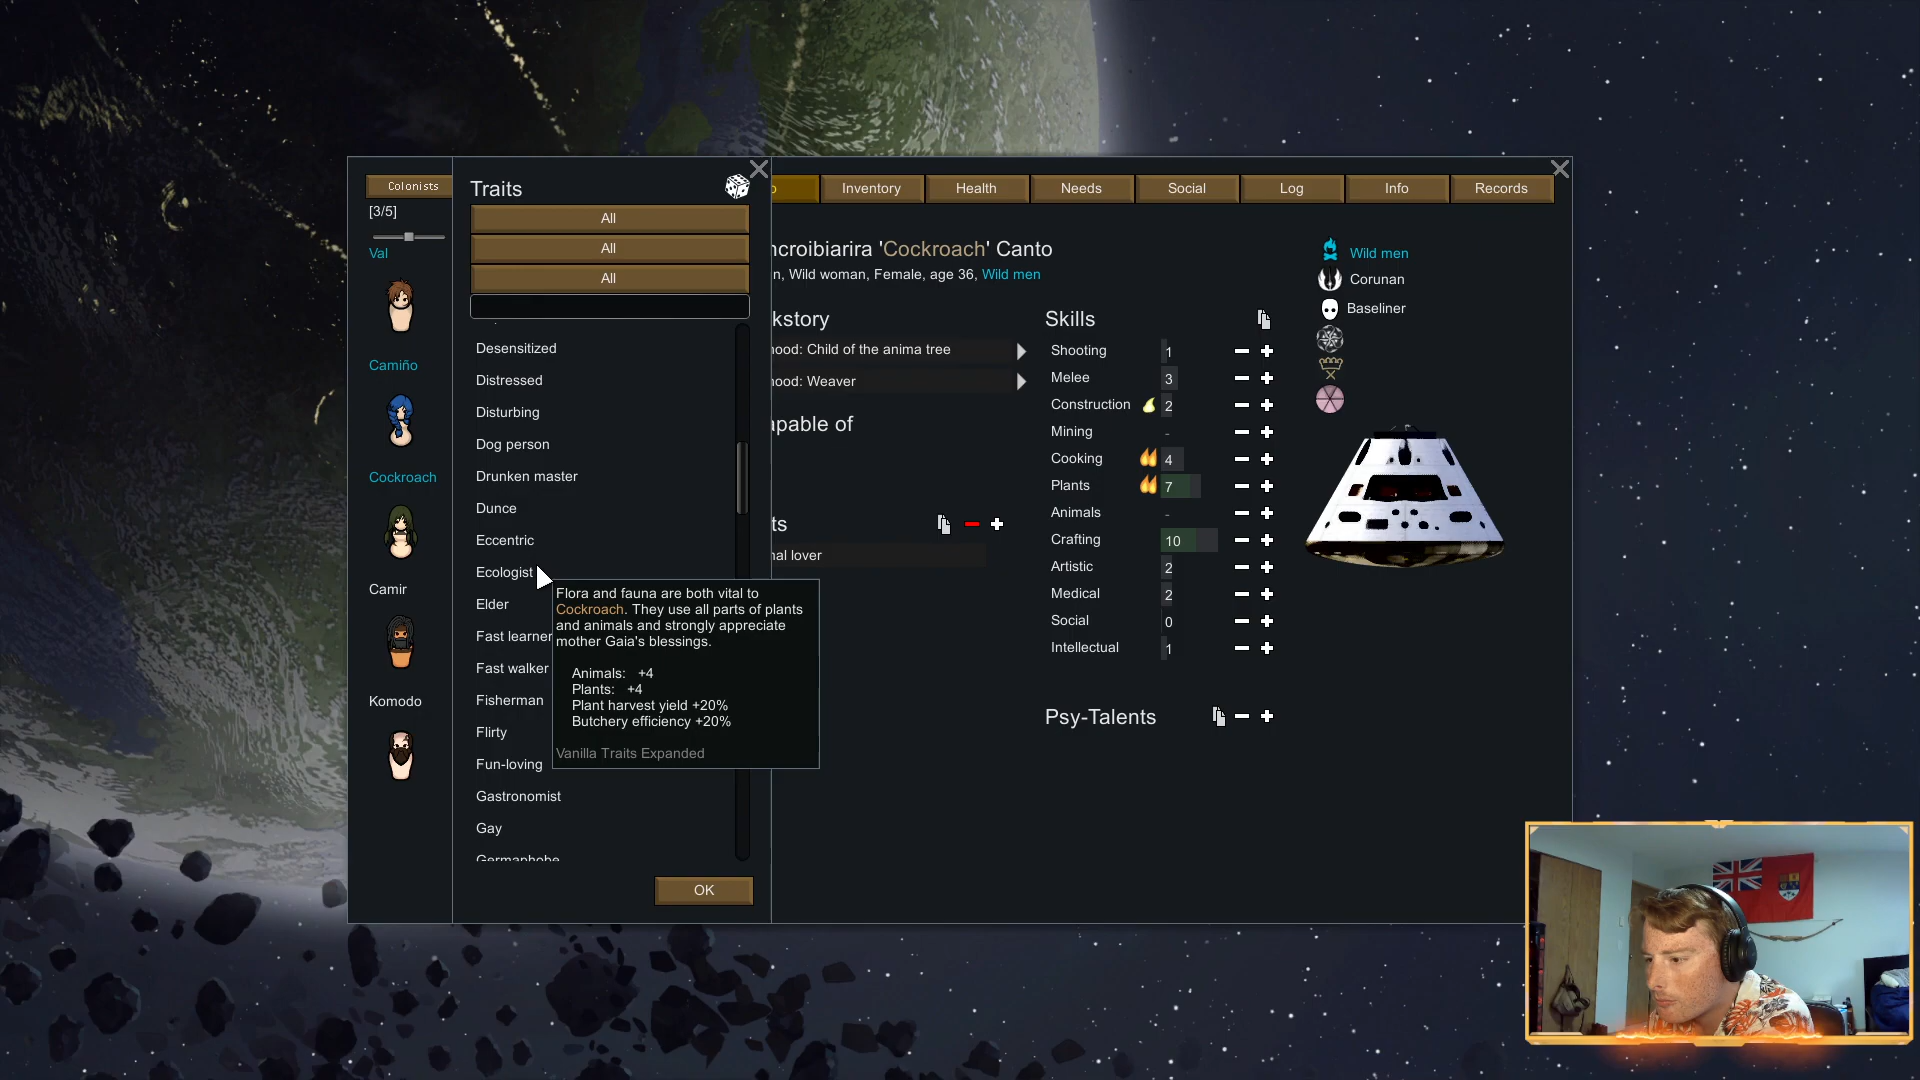 Colonists
[3/5]
Val
Camiño
Cockroach
Camir
Komodo
Traits
All
All
All
Desensitized
Distressed
Disturbing
Dog person
Drunken master
Dunce
Eccentric
Ecologist
Elder
Fast learner
Fast walker
Fisherman
Flirty
Fun-loving
Gastronomist
Gay
Germaphobe
OK
Flora and fauna are both vital to
Cockroach. They use all parts of plants
and animals and strongly appreciate
mother Gaia's blessings.
Animals: +4
Plants: +4
Plant harvest yield +20%
Butchery efficiency +20%
Vanilla Traits Expanded
Inventory
Health
Needs
Social
Log
Info
Records
ncroibiarira 'Cockroach' Canto
n, Wild woman, Female, age 36, Wild men
kstory
hood: Child of the anima tree
hood: Weaver
apable of
ts
nal lover
Skills
Shooting 1
Melee 3
Construction 2
Mining -
Cooking 4
Plants 7
Animals -
Crafting 10
Artistic 2
Medical 2
Social 0
Intellectual 1
Psy-Talents
Wild men
Corunan
Baseliner